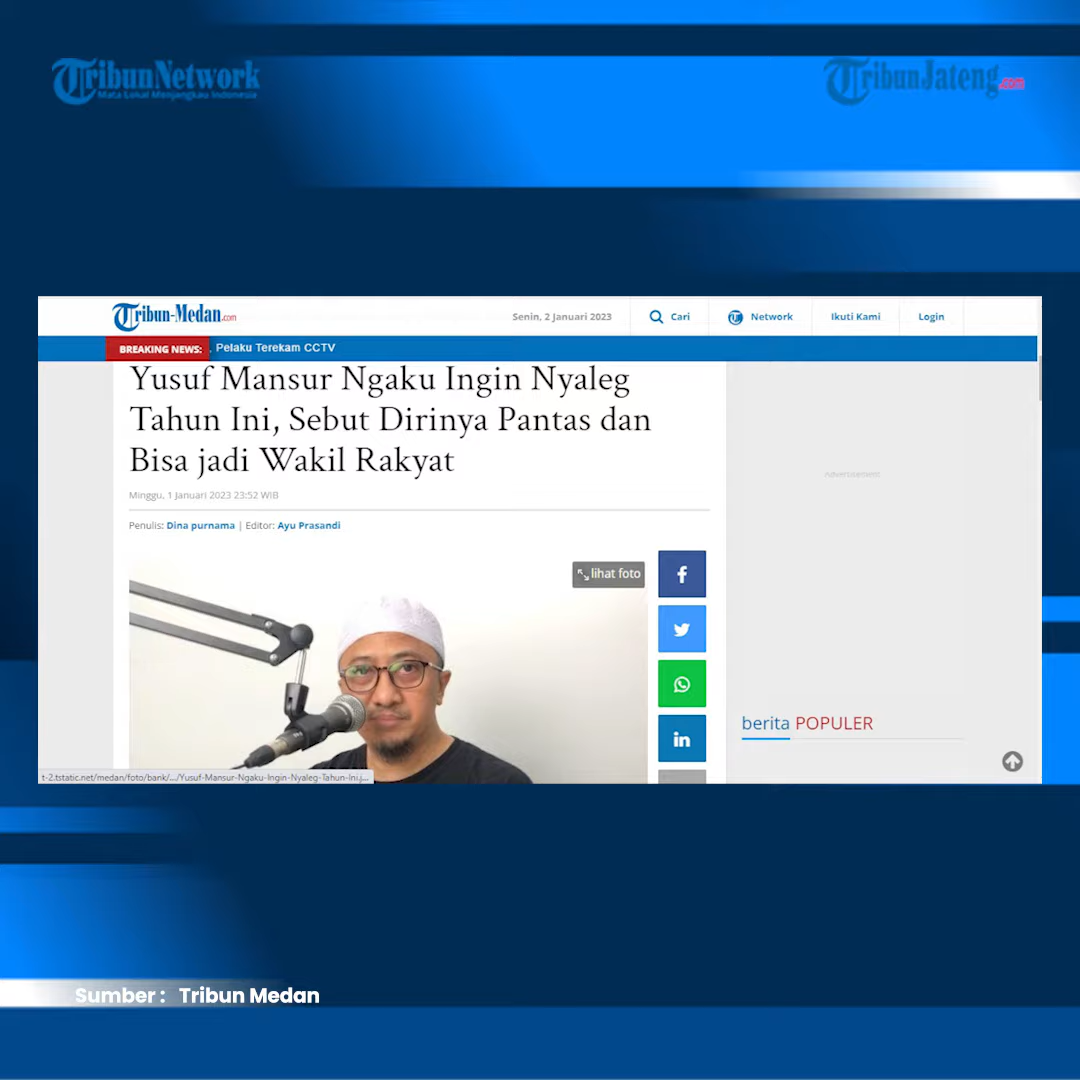 TribunNetwork
Mata Lokal Menjangkau Indonesia
TribunJateng.com
Tribun-Medan.com
Senin, 2 Januari 2023
Cari
Network
Ikuti Kami
Login
BREAKING NEWS: . Pelaku Terekam CCTV
Yusuf Mansur Ngaku Ingin Nyaleg
Tahun Ini, Sebut Dirinya Pantas dan
Bisa jadi Wakil Rakyat
Minggu, 1 Januari 2023 23:52 WIB
Penulis: Dina purnama | Editor: Ayu Prasandi
Advertisement
lihat foto
berita POPULER
t-2.tstatic.net/medan/foto/bank/.../Yusuf-Mansur-Ngaku-Ingin-Nyaleg-Tahun-Ini.j...
Sumber : Tribun Medan